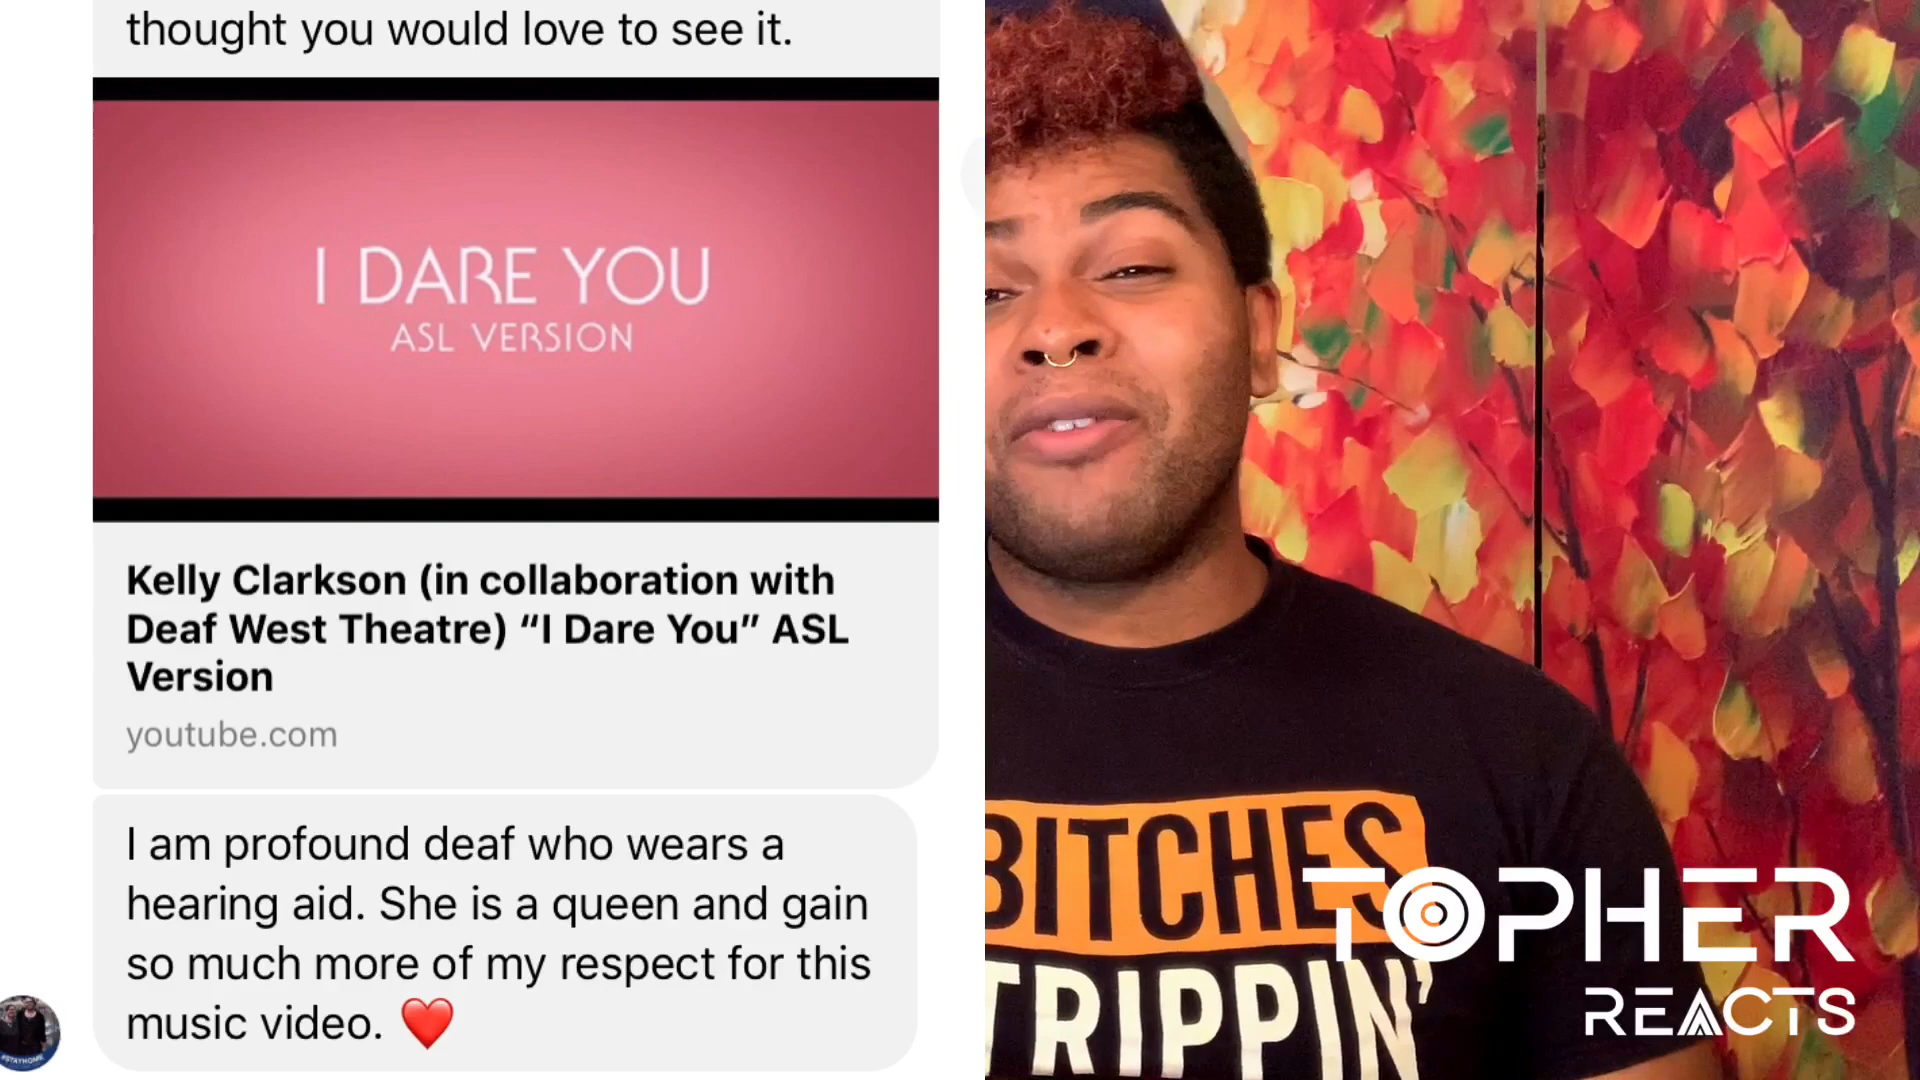 thought you would love to see it.
I DARE YOU
ASL VERSION
Kelly Clarkson (in collaboration with
Deaf West Theatre) “I Dare You” ASL
Version
youtube.com
I am profound deaf who wears a
hearing aid. She is a queen and gain
so much more of my respect for this
music video. ❤️
#STAYHOME
BITCHES
TRIPPIN’
TOPHER
REACTS